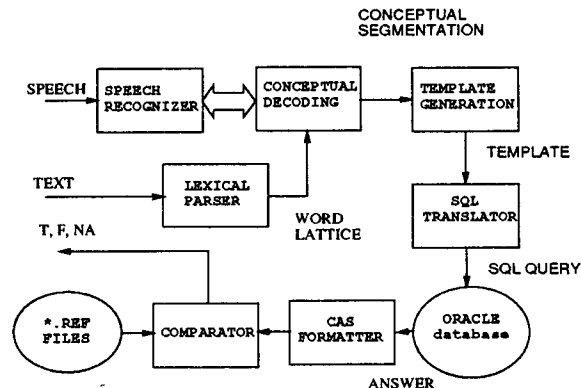 CONCEPTUAL
SEGMENTATION
SPEECH
SPEECH
RECOGNIZER
CONCEPTUAL
DECODING
TEMPLATE
GENERATION
TEMPLATE
TEXT
LEXICAL
PARSER
WORD
LATTICE
SQL
TRANSLATOR
T, F, NA
SQL QUERY
*.REF
FILES
COMPARATOR
CAS
FORMATTER
ORACLE
database
ANSWER